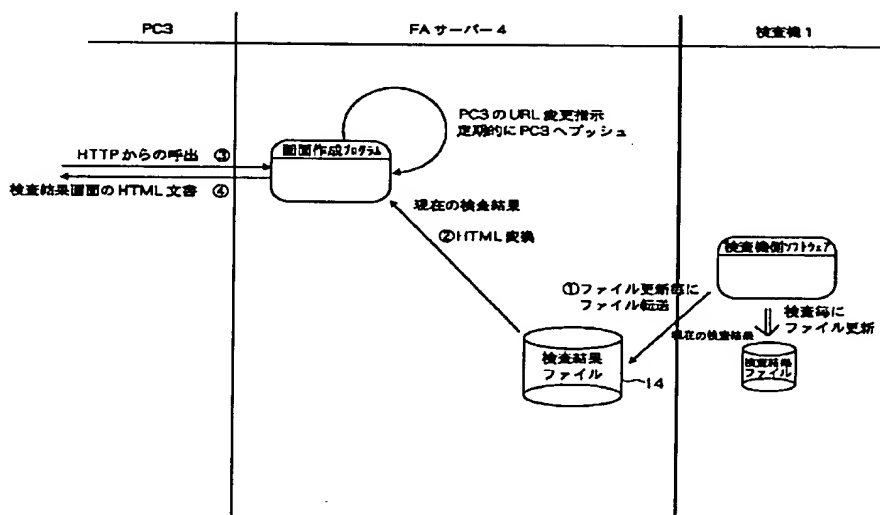 PC3
FAサーバー4
検査機1
PC3のURL変更指示
定期的にPC3へプッシュ
画面作成プログラム
HTTPからの呼出 ③
検査結果画面のHTML文書 ④
現在の検査結果
②HTML変換
検査機側ソフトウェア
①ファイル更新毎に
ファイル転送
検査毎に
ファイル更新
現在の検査結果
検査結果
ファイル
14
検査結果
ファイル